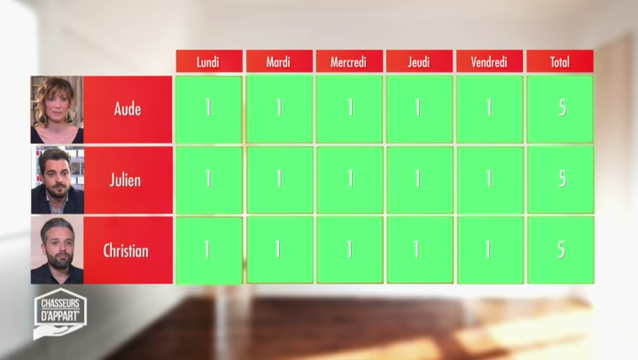 Lundi Mardi Mercredi Jeudi Vendredi Total
Aude 1 1 1 1 1 5
Julien 1 1 1 1 1 5
Christian 1 1 1 1 1 5
CHASSEURS
D'APPART'